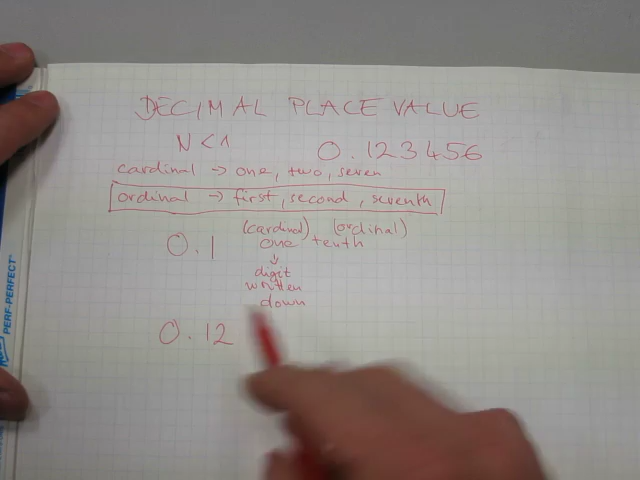 DECIMAL PLACE VALUE
N < 1
0.123456
cardinal → one, two, seven
ordinal → first, second, seventh
(cardinal) (ordinal)
0.1 one tenth
↓
digit
written
down
0.12
PERF-PERFECT